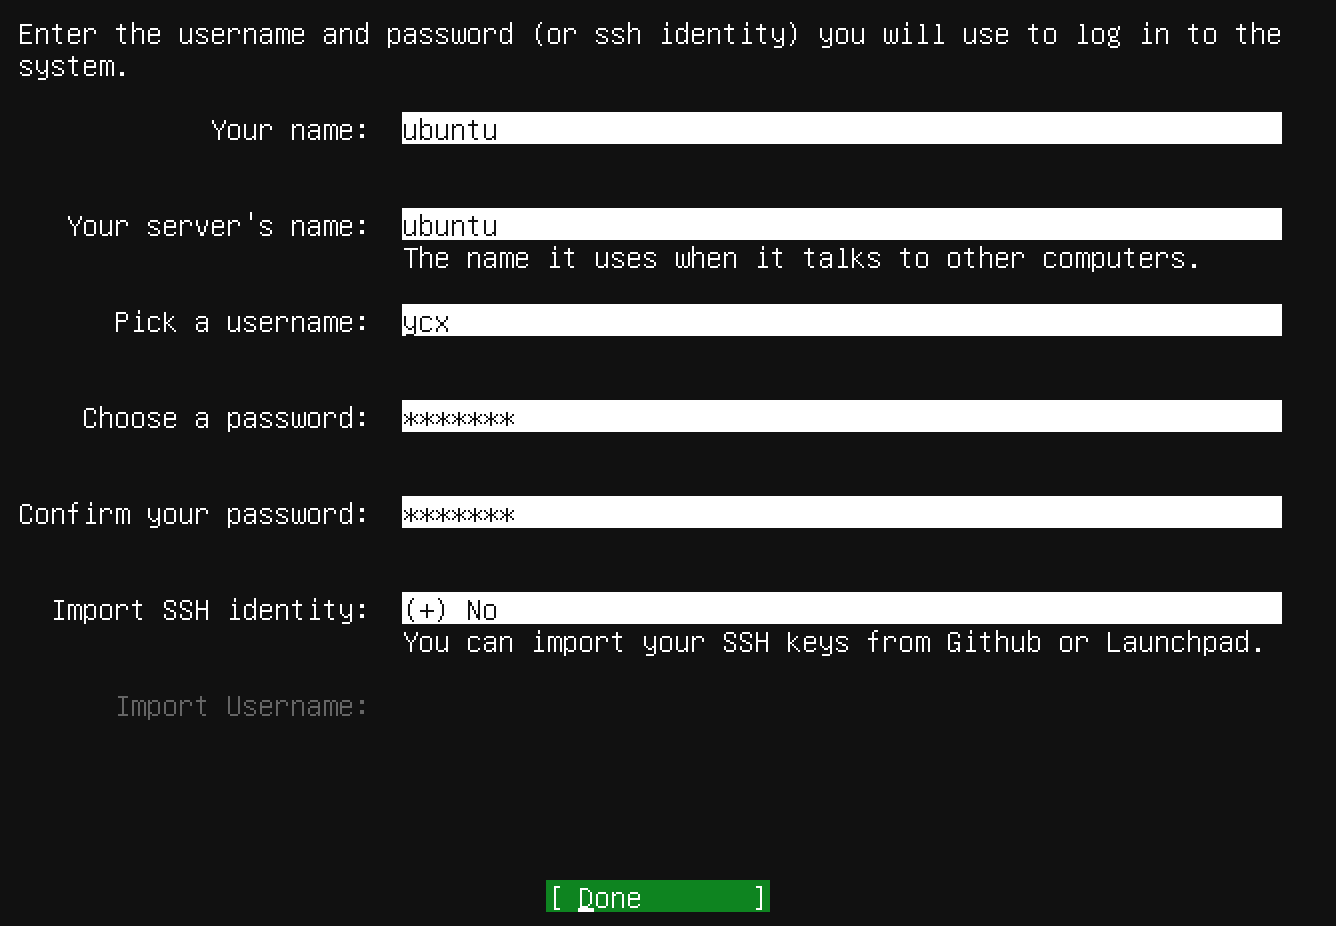 Enter the username and password (or ssh identity) you will use to log in to the
system.
Your name: ubuntu
Your server's name: ubuntu
The name it uses when it talks to other computers.
Pick a username: ycx
Choose a password: *******
Confirm your password: *******
Import SSH identity: (+) No
You can import your SSH keys from Github or Launchpad.
Import Username:
[ Done ]